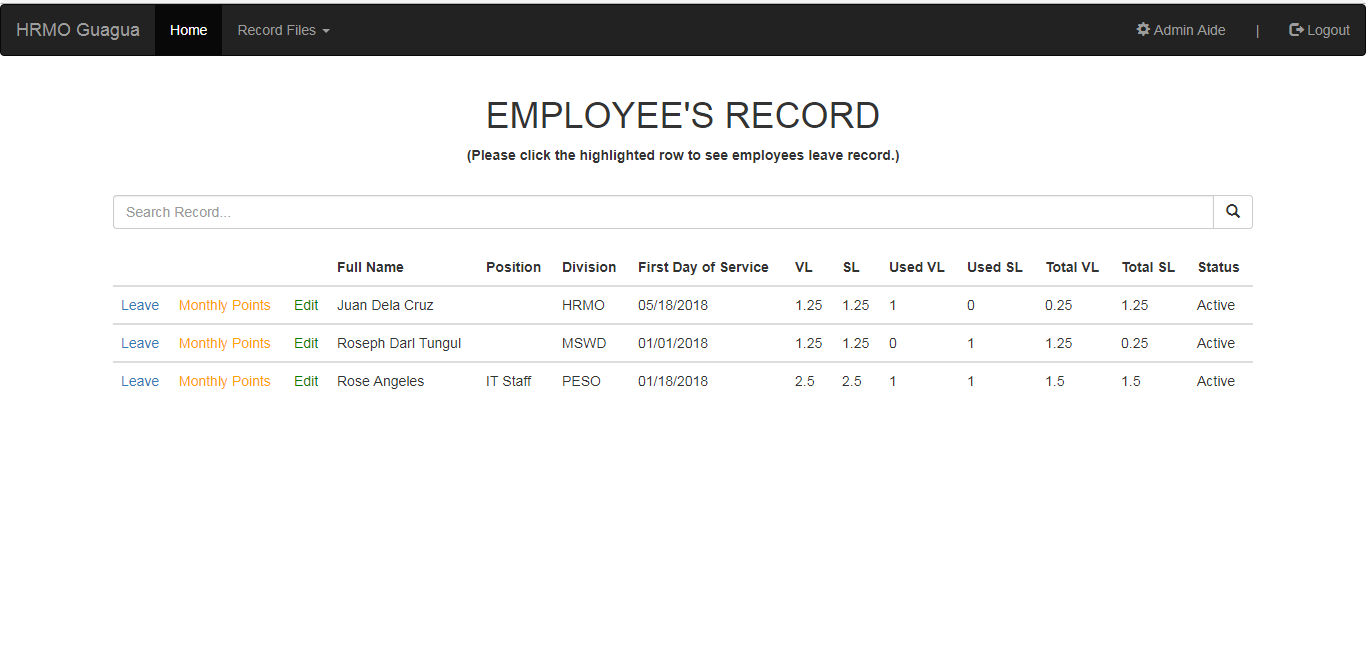 HRMO Guagua Home Record Files Admin Aide | Logout
EMPLOYEE'S RECORD
(Please click the highlighted row to see employees leave record.)
Search Record...
Full Name Position Division First Day of Service VL SL Used VL Used SL Total VL Total SL Status
Leave Monthly Points Edit Juan Dela Cruz HRMO 05/18/2018 1.25 1.25 1 0 0.25 1.25 Active
Leave Monthly Points Edit Roseph Darl Tungul MSWD 01/01/2018 1.25 1.25 0 1 1.25 0.25 Active
Leave Monthly Points Edit Rose Angeles IT Staff PESO 01/18/2018 2.5 2.5 1 1 1.5 1.5 Active